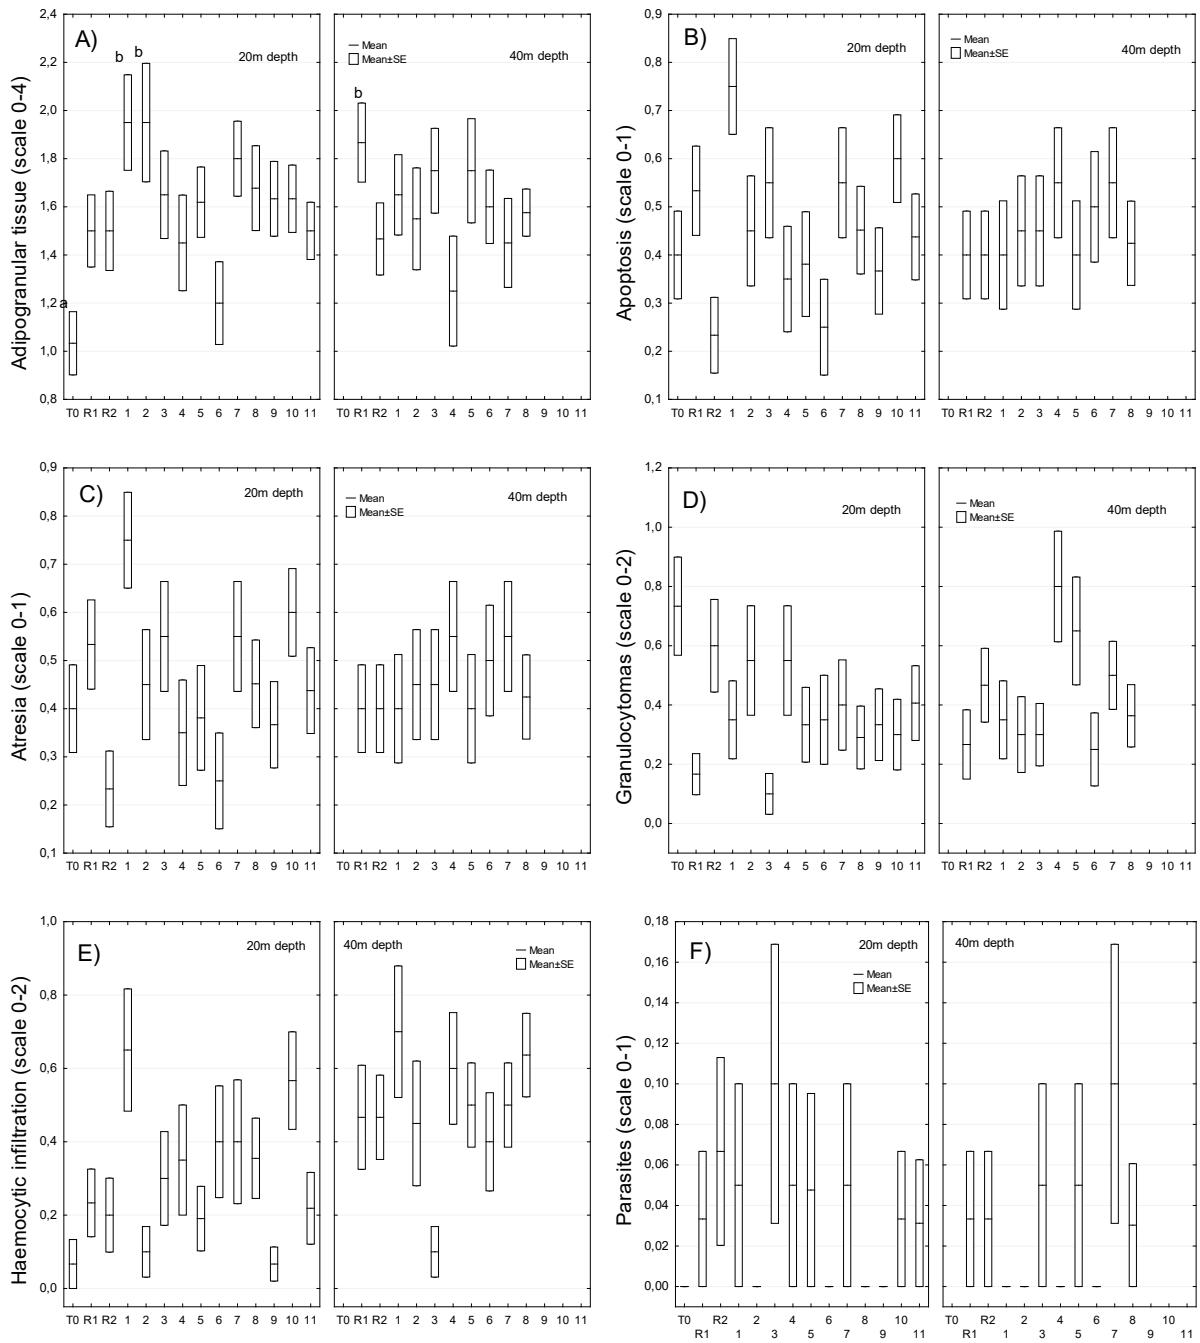 A)
20m depth
Mean
Mean±SE
40m depth
b
b
b
a
Adipogranular tissue (scale 0-4)
2,4
2,2
2,0
1,8
1,6
1,4
1,2
1,0
0,8
T0 R1 R2 1 2 3 4 5 6 7 8 9 10 11
T0 R1 R2 1 2 3 4 5 6 7 8 9 10 11
B)
20m depth
Mean
Mean±SE
40m depth
Apoptosis (scale 0-1)
0,9
0,8
0,7
0,6
0,5
0,4
0,3
0,2
0,1
T0 R1 R2 1 2 3 4 5 6 7 8 9 10 11
T0 R1 R2 1 2 3 4 5 6 7 8 9 10 11
C)
20m depth
Mean
Mean±SE
40m depth
Atresia (scale 0-1)
0,9
0,8
0,7
0,6
0,5
0,4
0,3
0,2
0,1
T0 R1 R2 1 2 3 4 5 6 7 8 9 10 11
T0 R1 R2 1 2 3 4 5 6 7 8 9 10 11
D)
20m depth
Mean
Mean±SE
40m depth
Granulocytomas (scale 0-2)
1,2
1,0
0,8
0,6
0,4
0,2
0,0
T0 R1 R2 1 2 3 4 5 6 7 8 9 10 11
T0 R1 R2 1 2 3 4 5 6 7 8 9 10 11
E)
20m depth
40m depth
Mean
Mean±SE
Haemocytic infiltration (scale 0-2)
1,0
0,8
0,6
0,4
0,2
0,0
T0 R1 R2 1 2 3 4 5 6 7 8 9 10 11
T0 R1 R2 1 2 3 4 5 6 7 8 9 10 11
F)
20m depth
Mean
Mean±SE
40m depth
Parasites (scale 0-1)
0,18
0,16
0,14
0,12
0,10
0,08
0,06
0,04
0,02
0,00
T0 R2 2 4 6 8 10
R1 1 3 5 7 9 11
T0 R2 2 4 6 8 10
R1 1 3 5 7 9 11